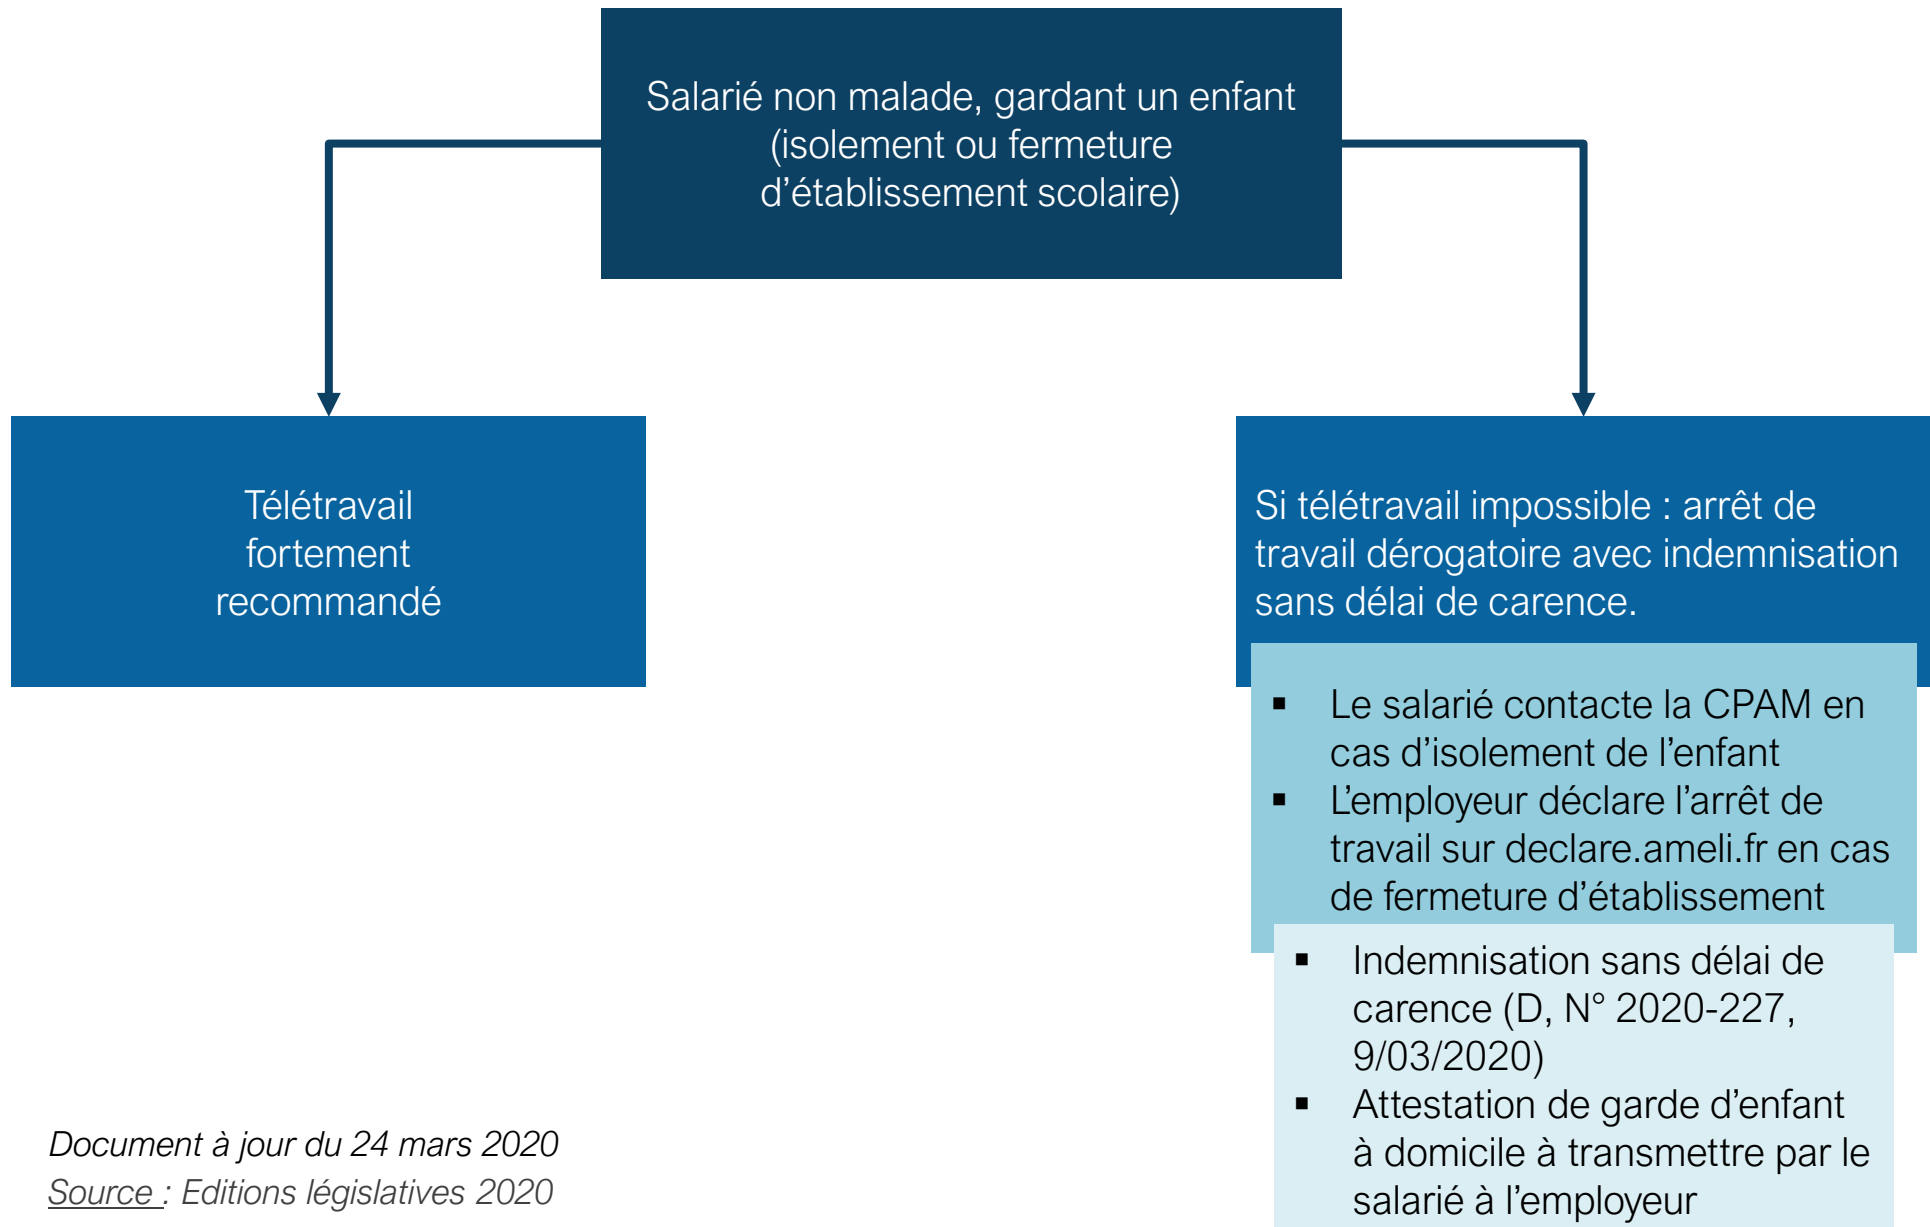 Salarié non malade, gardant un enfant
(isolement ou fermeture
d’établissement scolaire)
Télétravail
fortement
recommandé
Si télétravail impossible : arrêt de
travail dérogatoire avec indemnisation
sans délai de carence.
▪ Le salarié contacte la CPAM en
cas d’isolement de l’enfant
▪ L’employeur déclare l’arrêt de
travail sur declare.ameli.fr en cas
de fermeture d’établissement
▪ Indemnisation sans délai de
carence (D, N° 2020-227,
9/03/2020)
▪ Attestation de garde d’enfant
à domicile à transmettre par le
salarié à l’employeur
Document à jour du 24 mars 2020
Source : Editions législatives 2020